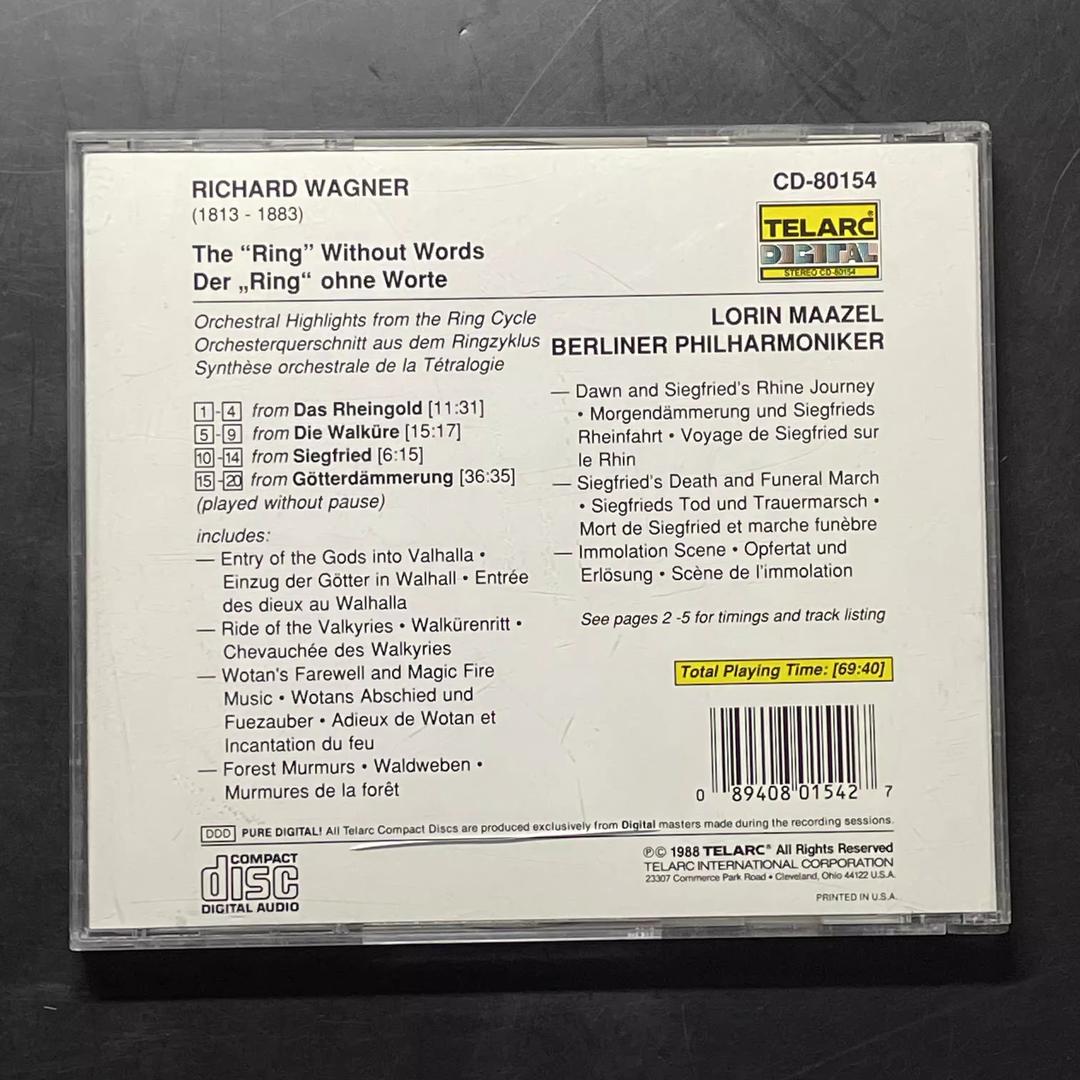 RICHARD WAGNER
(1813 - 1883)
The “Ring” Without Words
Der „Ring“ ohne Worte
CD-80154
TELARC®
DIGITAL
STEREO CD-80154
Orchestral Highlights from the Ring Cycle
Orchesterquerschnitt aus dem Ringzyklus
Synthèse orchestrale de la Tétralogie
1-4 from Das Rheingold [11:31]
5-9 from Die Walküre [15:17]
10-14 from Siegfried [6:15]
15-20 from Götterdämmerung [36:35]
(played without pause)
includes:
— Entry of the Gods into Valhalla •
Einzug der Götter in Walhall • Entrée
des dieux au Walhalla
— Ride of the Valkyries • Walkürenritt •
Chevauchée des Walkyries
— Wotan's Farewell and Magic Fire
Music • Wotans Abschied und
Fuezauber • Adieux de Wotan et
Incantation du feu
— Forest Murmurs • Waldweben •
Murmures de la forêt
LORIN MAAZEL
BERLINER PHILHARMONIKER
— Dawn and Siegfried's Rhine Journey
• Morgendämmerung und Siegfrieds
Rheinfahrt • Voyage de Siegfried sur
le Rhin
— Siegfried's Death and Funeral March
• Siegfrieds Tod und Trauermarsch •
Mort de Siegfried et marche funèbre
— Immolation Scene • Opfertat und
Erlösung • Scène de l'immolation
See pages 2 -5 for timings and track listing
Total Playing Time: [69:40]
0 89408 01542 7
DDD PURE DIGITAL! All Telarc Compact Discs are produced exclusively from Digital masters made during the recording sessions.
COMPACT
disc
DIGITAL AUDIO
℗© 1988 TELARC® All Rights Reserved
TELARC INTERNATIONAL CORPORATION
23307 Commerce Park Road • Cleveland, Ohio 44122 U.S.A.
PRINTED IN U.S.A.